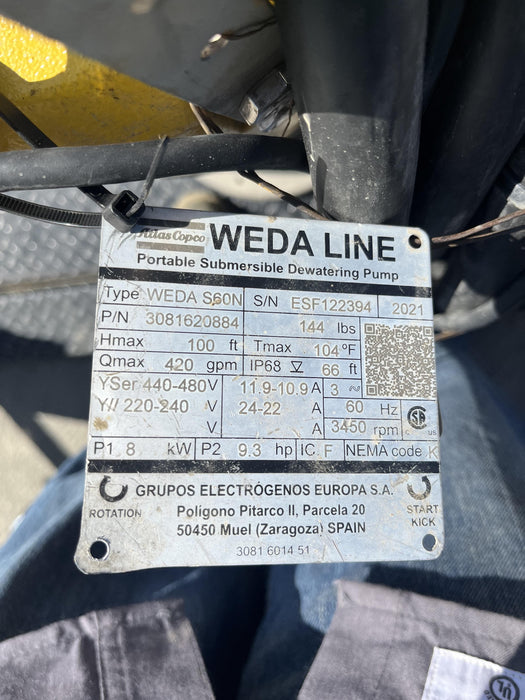 Atlas Copco WEDA LINE
Portable Submersible Dewatering Pump
Type WEDA S60N S/N ESF122394 2021
P/N 3081620884 144 lbs
Hmax 100 ft Tmax 104 ºF
Qmax 420 gpm IP68 66 ft
YSer 440-480 V 11.9-10.9 A 3 ~
Y// 220-240 V 24-22 A 60 Hz
V A 3450 rpm
P1 8 kW P2 9.3 hp IC. F NEMA code K
GRUPOS ELECTRÓGENOS EUROPA S.A.
ROTATION Poligono Pitarco II, Parcela 20 START KICK
50450 Muel (Zaragoza) SPAIN
3081 6014 51